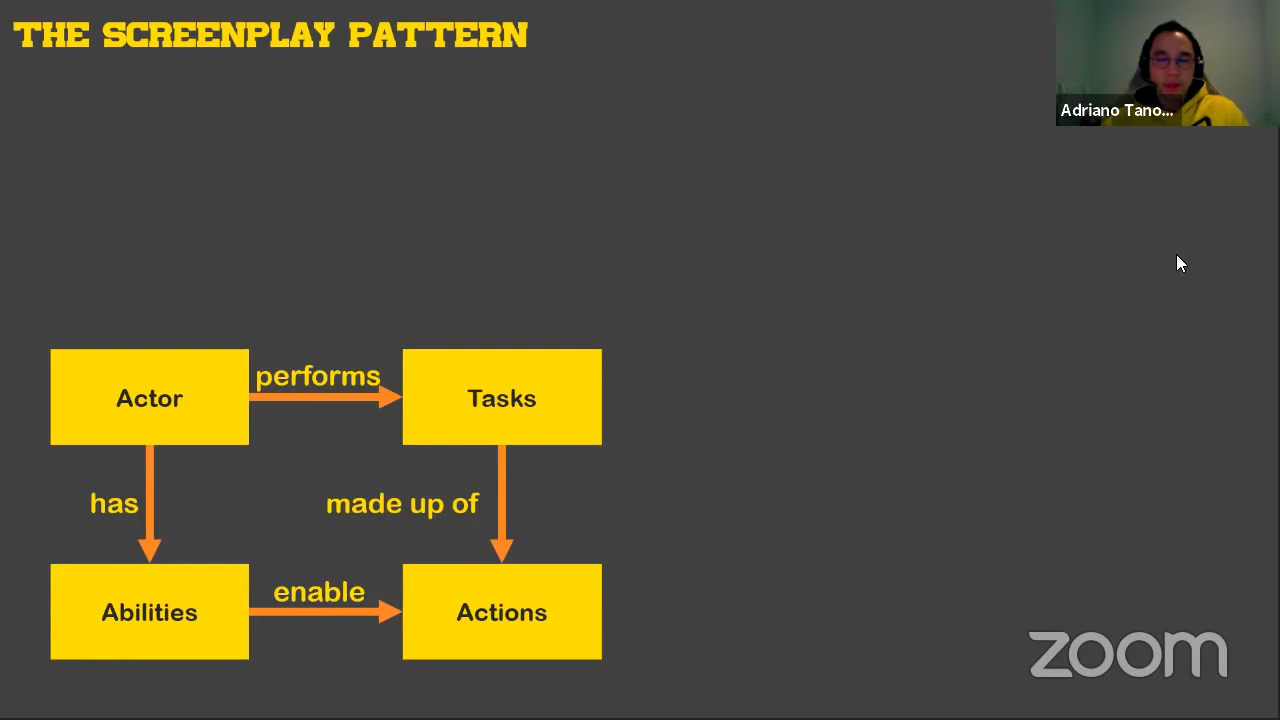 THE SCREENPLAY PATTERN
Adriano Tano...
Actor
performs
Tasks
has
made up of
Abilities
enable
Actions
zoom